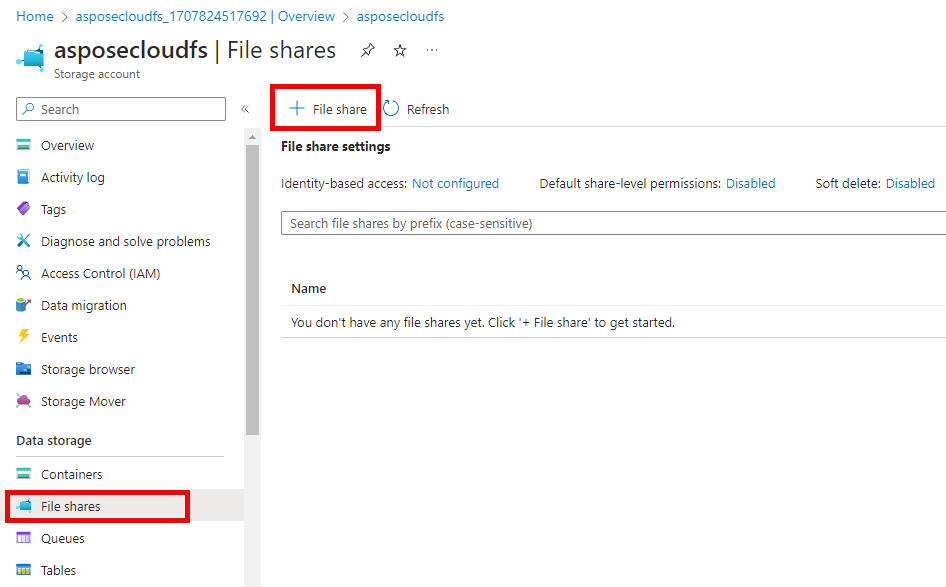 Home > asposecloudfs_1707824517692 | Overview > asposecloudfs
asposecloudfs | File shares
Storage account
Search
File share
Refresh
Overview
Activity log
Tags
Diagnose and solve problems
Access Control (IAM)
Data migration
Events
Storage browser
Storage Mover
Data storage
Containers
File shares
Queues
Tables
File share settings
Identity-based access: Not configured
Default share-level permissions: Disabled
Soft delete: Disabled
Search file shares by prefix (case-sensitive)
Name
You don't have any file shares yet. Click '+ File share' to get started.